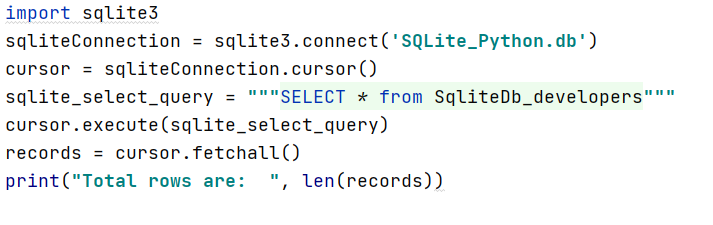 import sqlite3
sqliteConnection = sqlite3.connect('SQLite_Python.db')
cursor = sqliteConnection.cursor()
sqlite_select_query = """SELECT * from SqliteDb_developers"""
cursor.execute(sqlite_select_query)
records = cursor.fetchall()
print("Total rows are:  ", len(records))